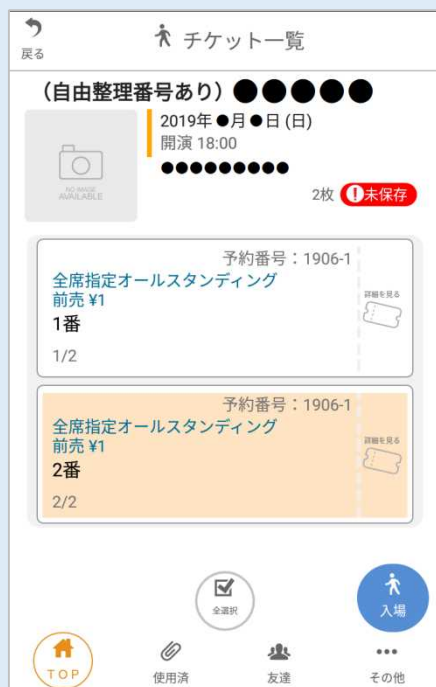 戻る
チケット一覧
（自由整理番号あり）●●●●●
2019年 ●月●日 (日)
開演 18:00
●●●●●●●●●
NO IMAGE
AVAILABLE
2枚 !未保存
予約番号：1906-1
全席指定オールスタンディング
前売 ¥1
詳細を見る
1番
1/2
予約番号：1906-1
全席指定オールスタンディング
前売 ¥1
詳細を見る
2番
2/2
全選択
入場
TOP
使用済
友達
その他